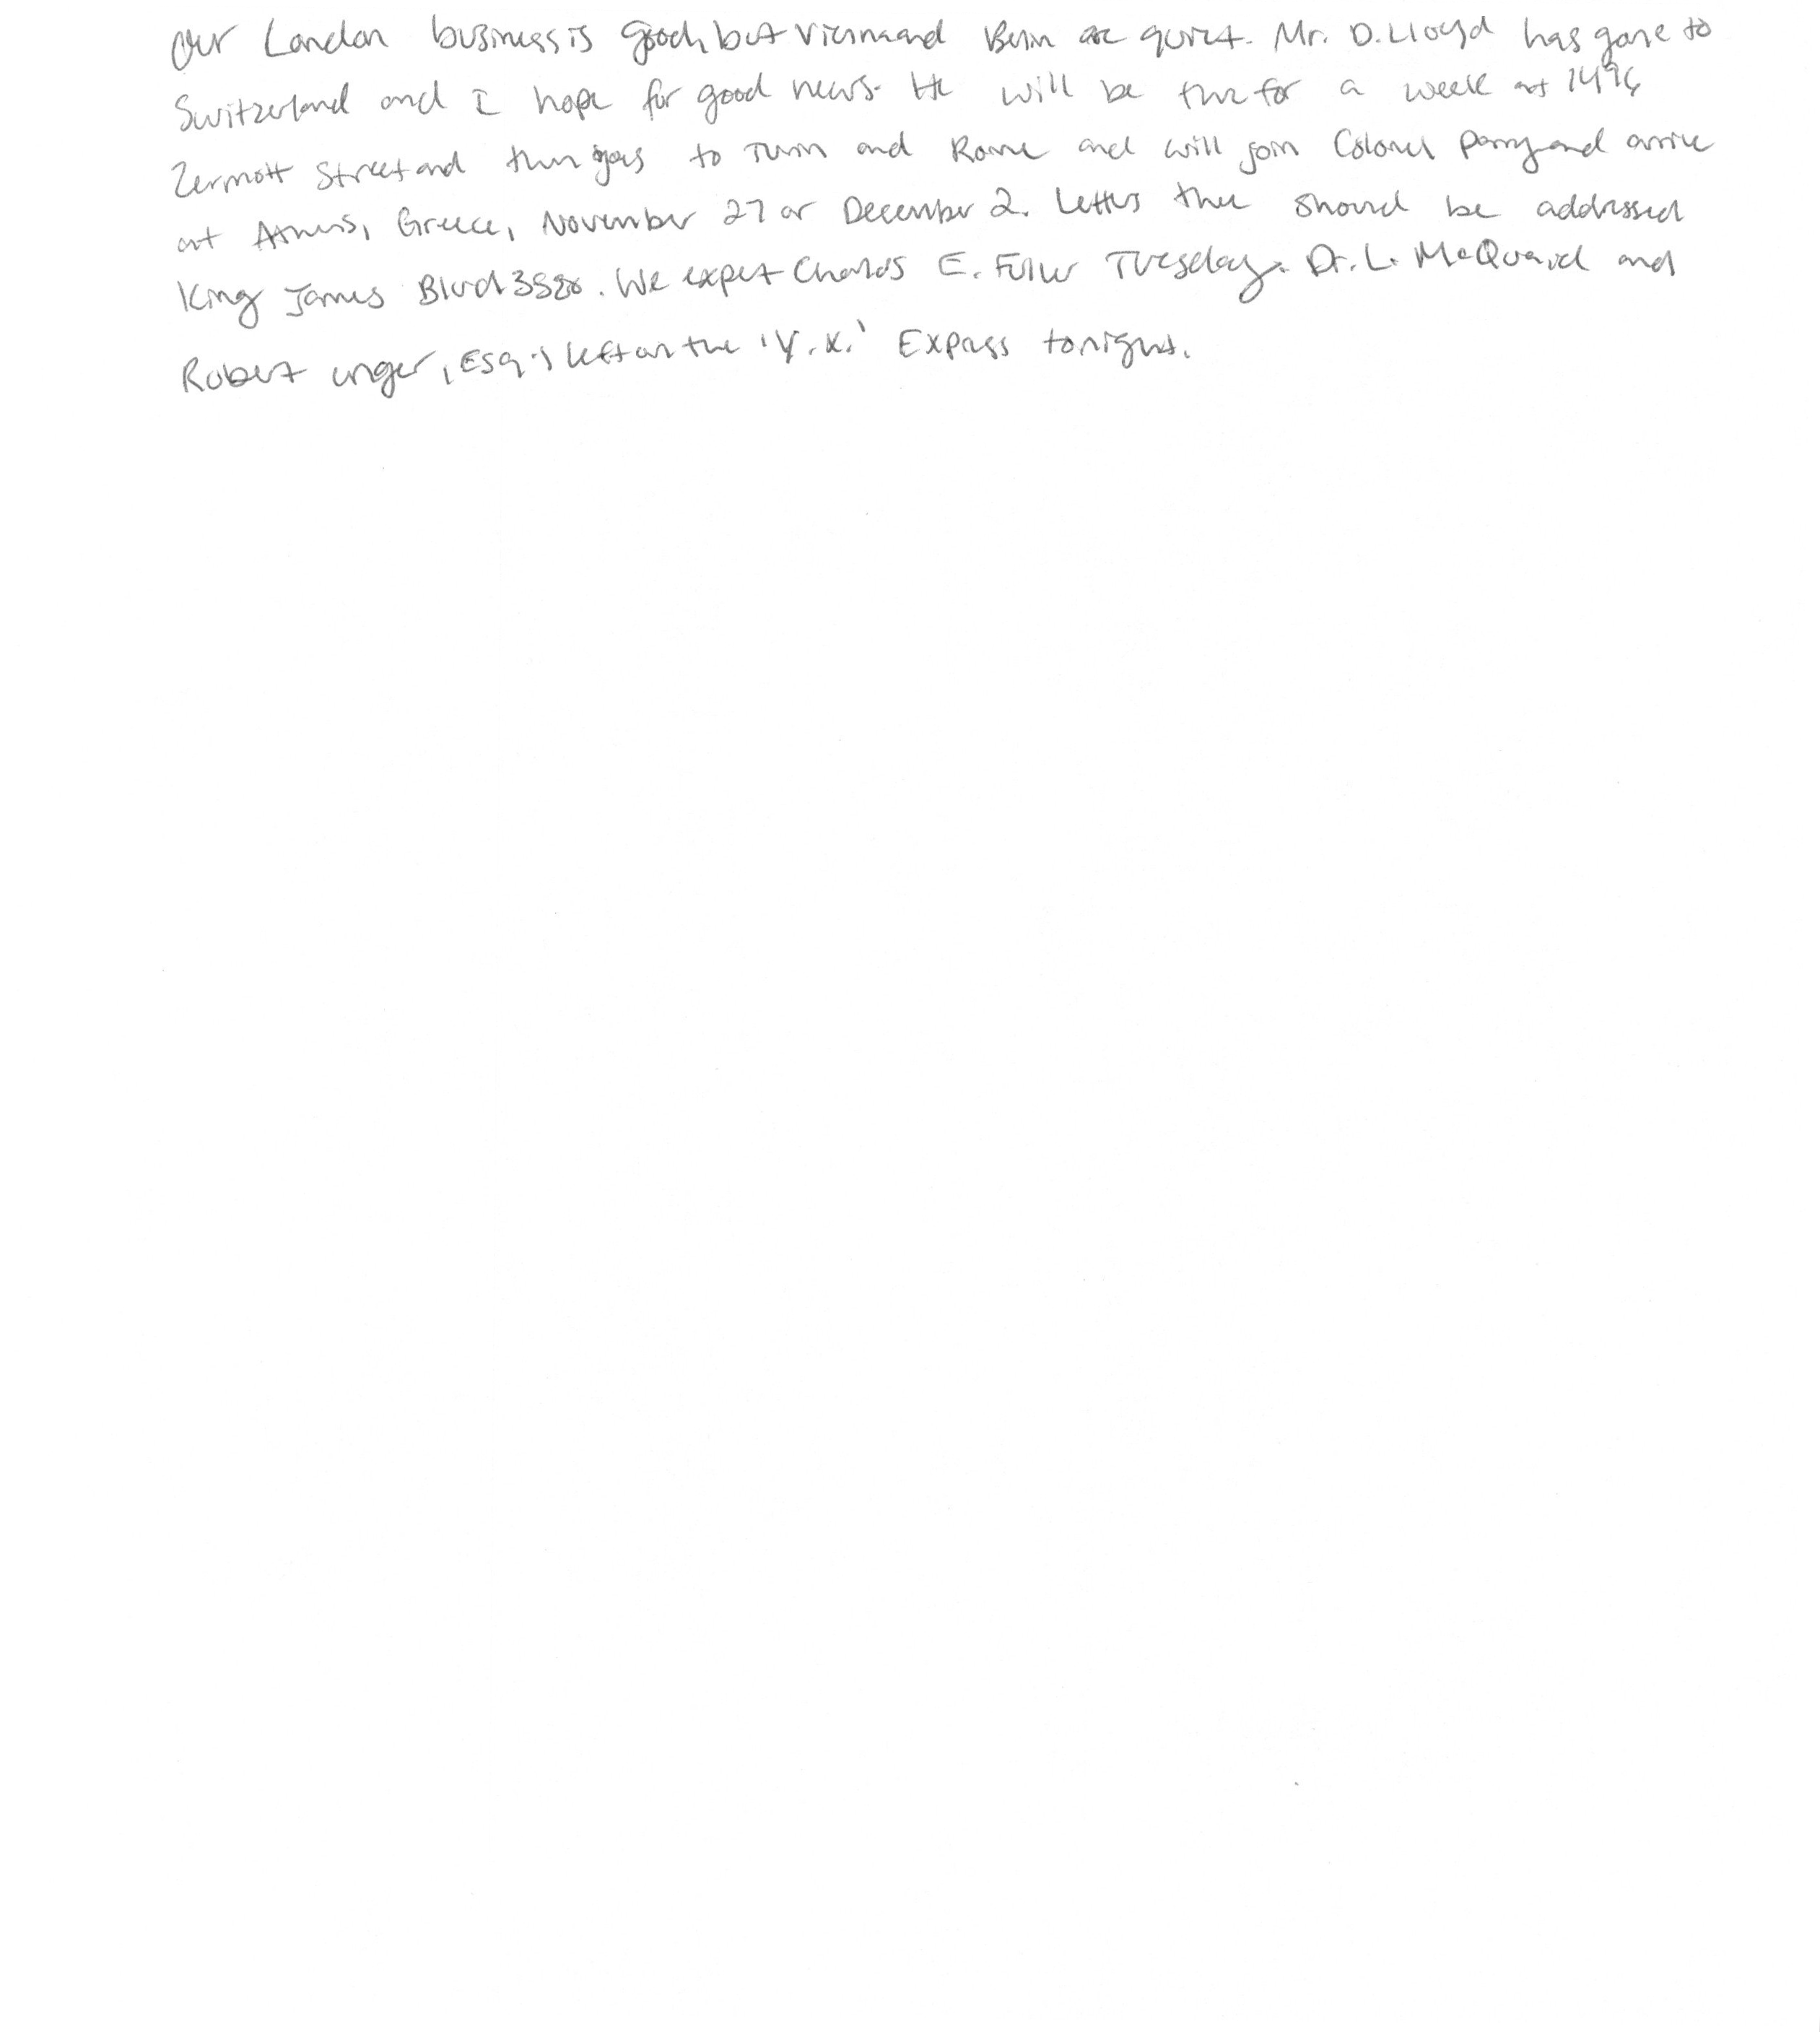 Our London business is good, but Vienna and Berlin are quiet. Mr. D. Lloyd has gone to
Switzerland and I hope for good news. He will be there for a week at 1496
Zermott Street and then goes to Turin and Rome and will join Colonel Parry and arrive
at Athens, Greece, November 27 or December 2. Letters there should be addressed
King James Blvd 3580. We expect Charles E. Fuller Tuesday. Dr. L. McQuaid and
Robert Unger, Esq., left on the 'Y.X.' Express tonight.